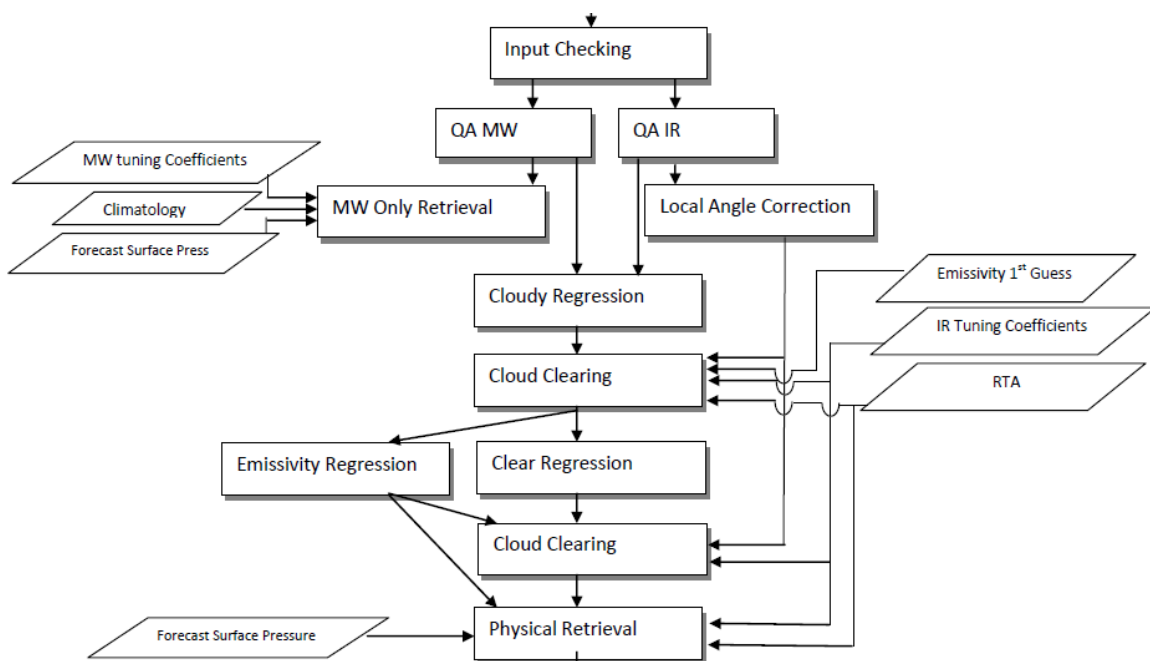 Input Checking
QA MW
QA IR
MW tuning Coefficients
Climatology
Forecast Surface Press
MW Only Retrieval
Local Angle Correction
Emissivity 1st Guess
IR Tuning Coefficients
RTA
Cloudy Regression
Cloud Clearing
Emissivity Regression
Clear Regression
Cloud Clearing
Forecast Surface Pressure
Physical Retrieval